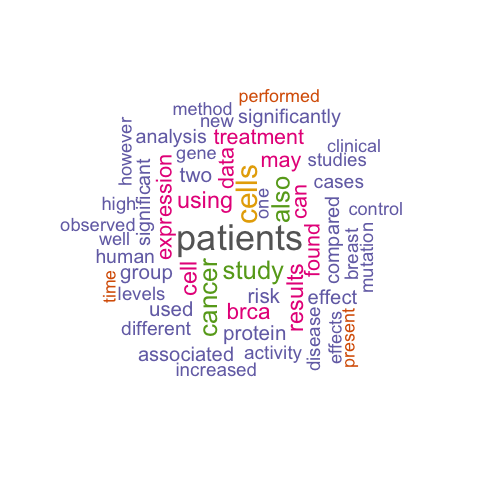 performed
method
new
significantly
however
analysis
treatment
clinical
gene
data
may
studies
expression
two
cells
one
also
can
cases
high
significant
using
compared
control
observed
well
patients
found
breast
mutation
human
group
cell
cancer
study
results
time
levels
risk
effect
used
brca
different
protein
disease
effects
present
associated
activity
increased